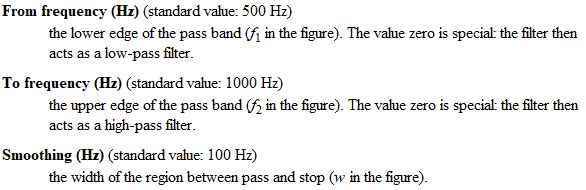 From frequency (Hz) (standard value: 500 Hz)
the lower edge of the pass band (f1 in the figure). The value zero is special: the filter then
acts as a low-pass filter.
To frequency (Hz) (standard value: 1000 Hz)
the upper edge of the pass band (f2 in the figure). The value zero is special: the filter then
acts as a high-pass filter.
Smoothing (Hz) (standard value: 100 Hz)
the width of the region between pass and stop (w in the figure).